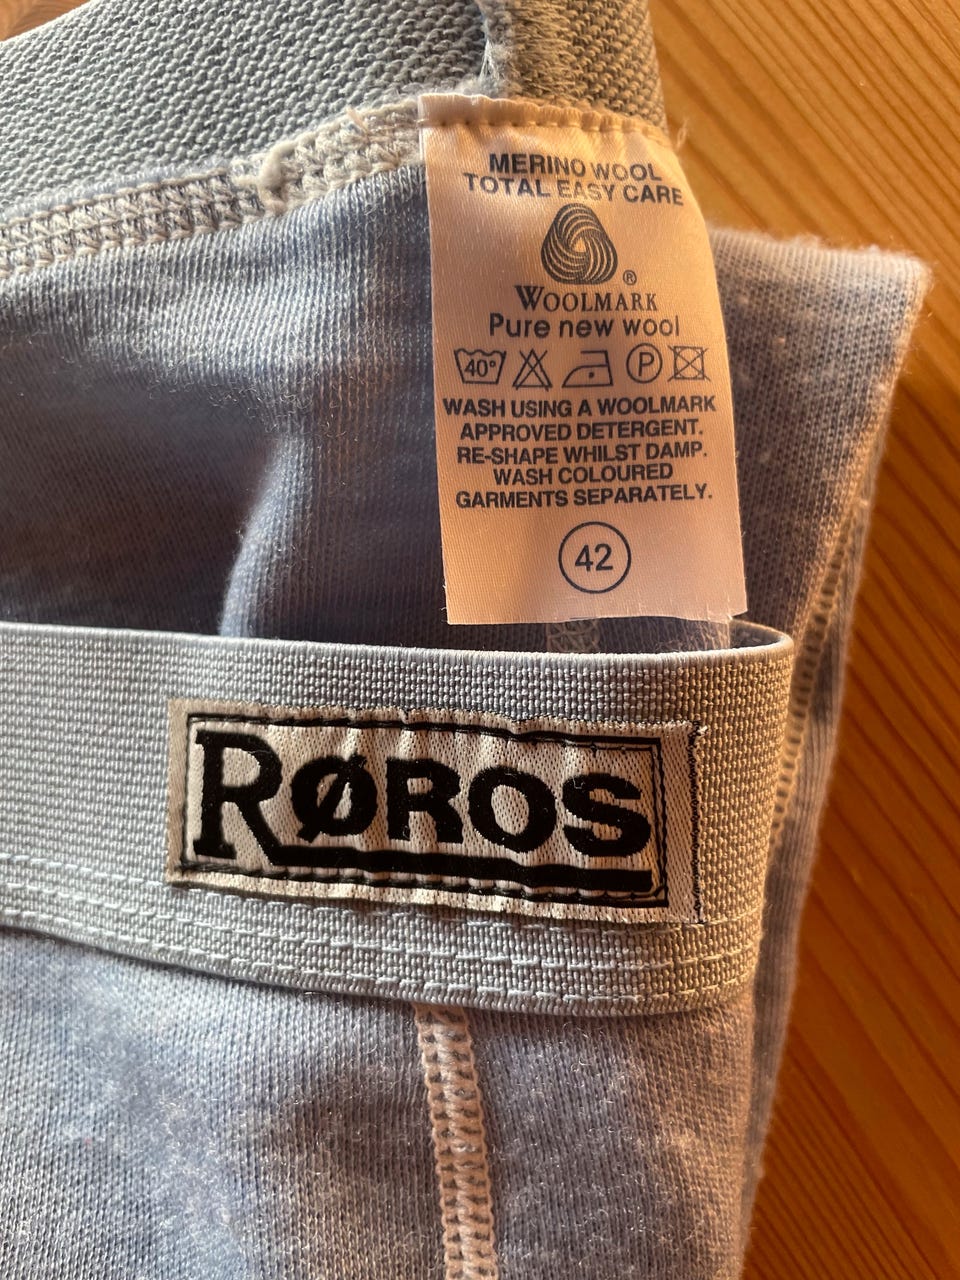 MERINO WOOL
TOTAL EASY CARE
®
WOOLMARK
Pure new wool
40° P
WASH USING A WOOLMARK
APPROVED DETERGENT.
RE-SHAPE WHILST DAMP.
WASH COLOURED
GARMENTS SEPARATELY.
42
RØROS